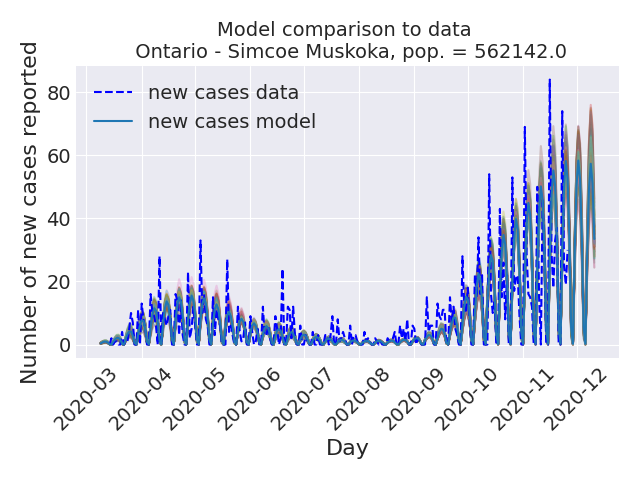 Model comparison to data
Ontario - Simcoe Muskoka, pop. = 562142.0
Number of new cases reported
80
60
40
20
0
new cases data
new cases model
2020-03
2020-04
2020-05
2020-06
2020-07
2020-08
2020-09
2020-10
2020-11
2020-12
Day